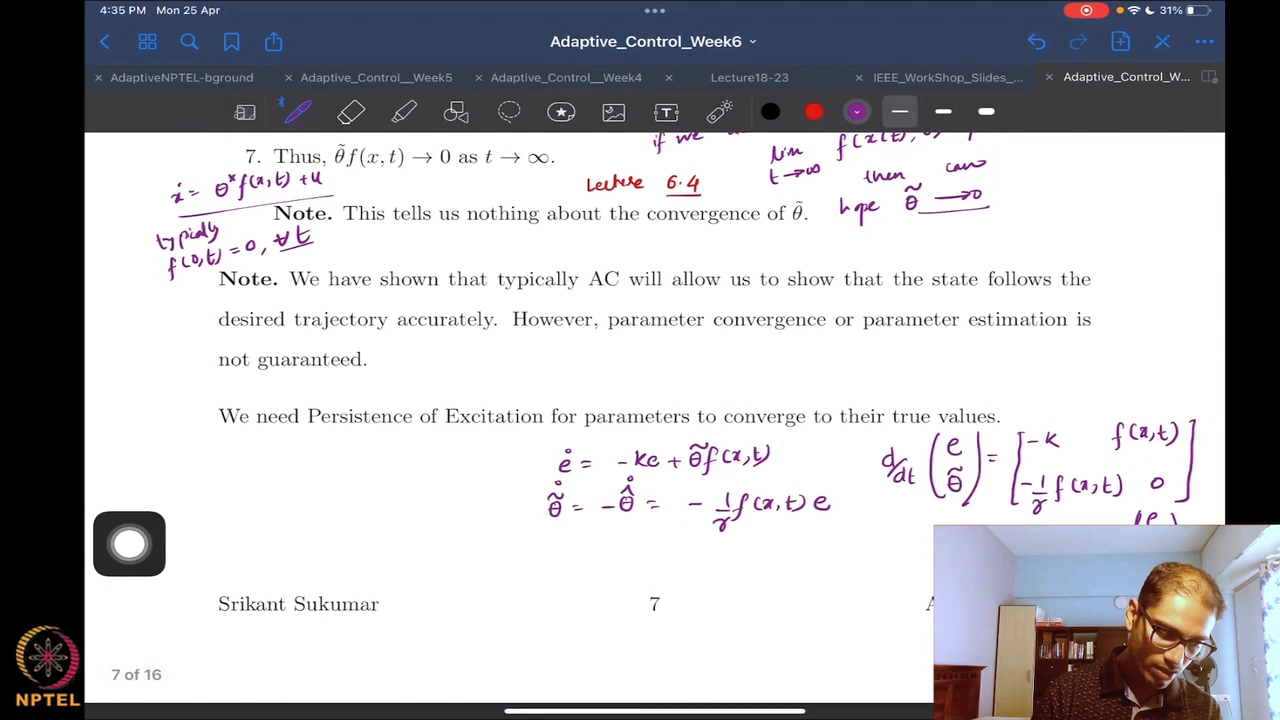 4:35 PM Mon 25 Apr
31%
Adaptive_Control_Week6
AdaptiveNPTEL-bground
Adaptive_Control__Week5
Adaptive_Control__Week4
Lecture18-23
IEEE_WorkShop_Slides_...
Adaptive_Control_W...
if we
lim t→∞ f(x(t),
7. Thus, θ̃f(x, t) → 0 as t → ∞.
then
hope θ̃ → 0
ẋ = θ* f(x,t) + u
Lecture 6.4
Note. This tells us nothing about the convergence of θ̃.
typically
f(0,t) = 0, ∀ t
Note. We have shown that typically AC will allow us to show that the state follows the
desired trajectory accurately. However, parameter convergence or parameter estimation is
not guaranteed.
We need Persistence of Excitation for parameters to converge to their true values.
ė = -ke + θ̃f(x,t)
θ̃̇ = -θ̂̇ = - 1/γ f(x,t) e
d/dt (e θ̃) = [-k f(x,t)
-1/γ f(x,t) 0]
Srikant Sukumar
7
7 of 16
NPTEL